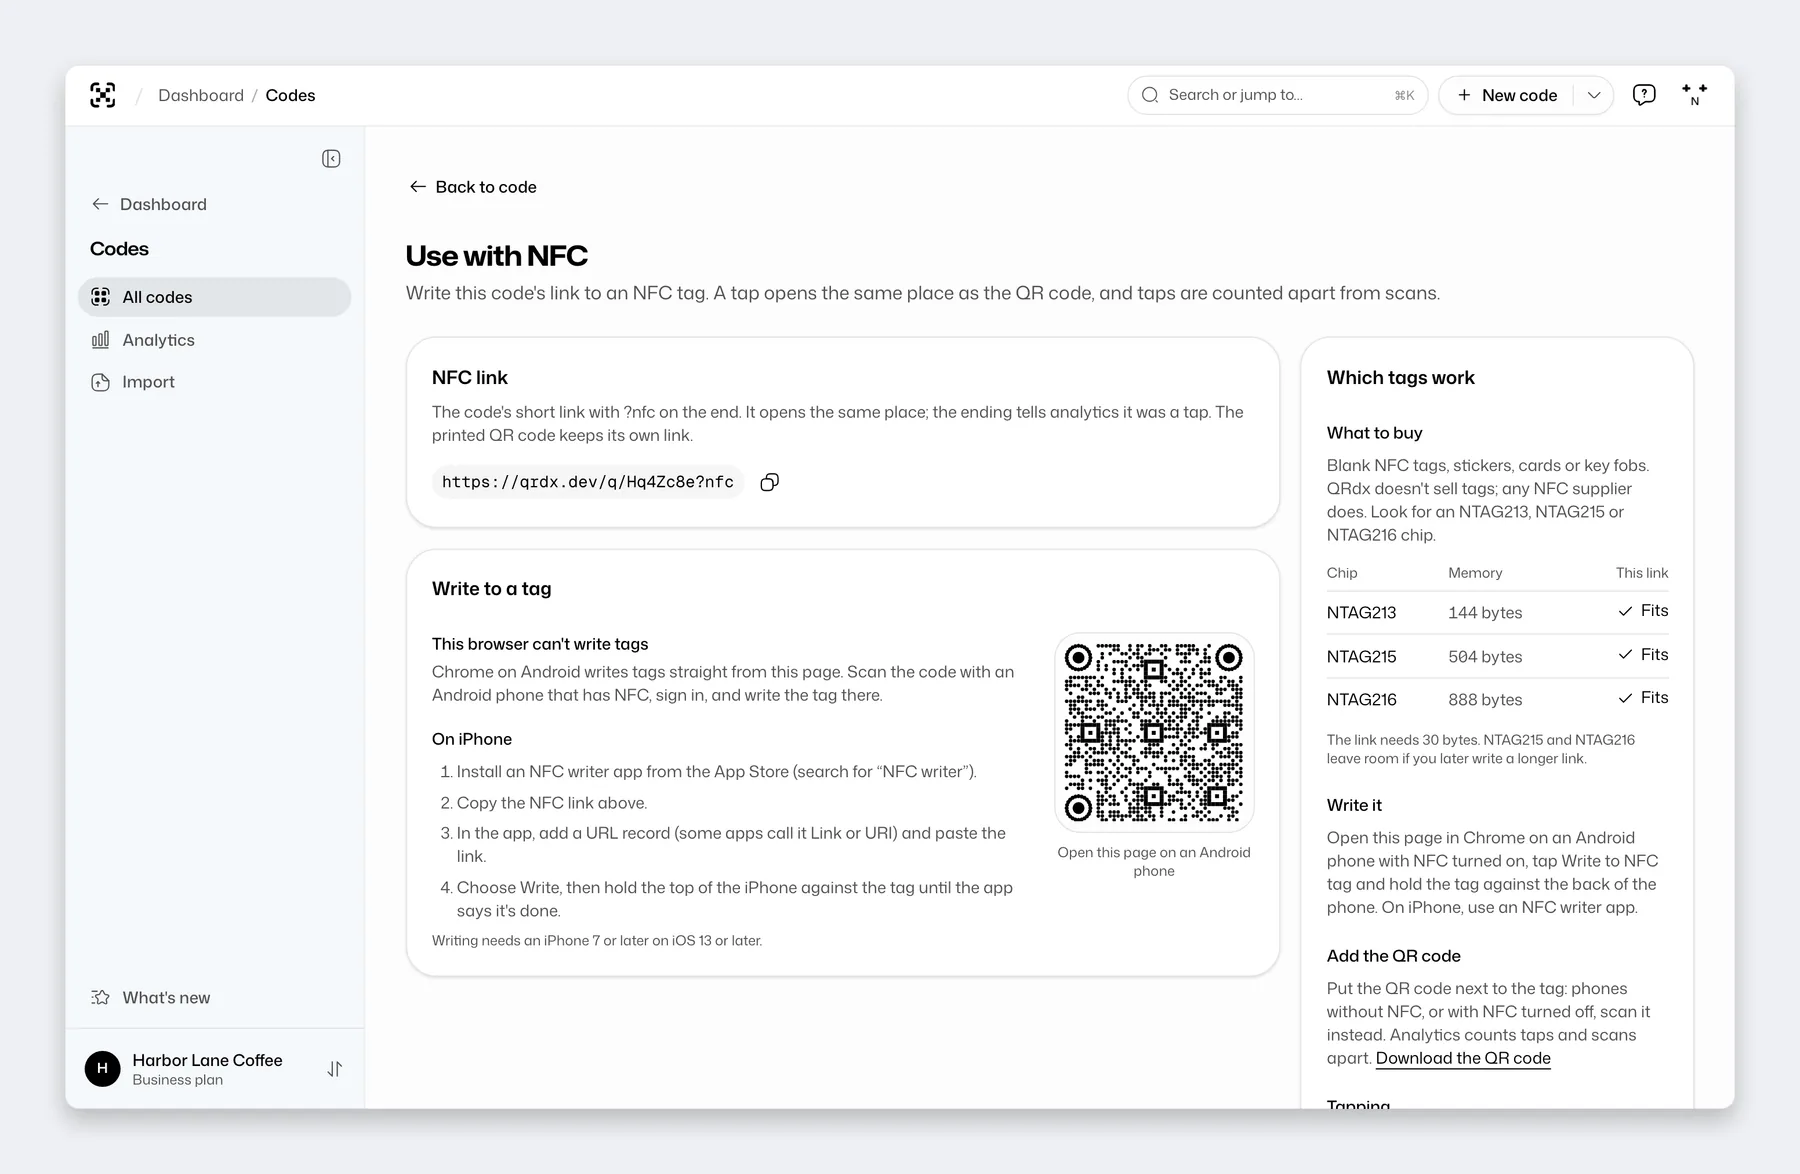 Dashboard / Codes
Search or jump to...
⌘K
+ New code
?
N
Dashboard
Codes
All codes
Analytics
Import
What's new
H
Harbor Lane Coffee
Business plan
Back to code
Use with NFC
Write this code's link to an NFC tag. A tap opens the same place as the QR code, and taps are counted apart from scans.
NFC link
The code's short link with ?nfc on the end. It opens the same place; the ending tells analytics it was a tap. The
printed QR code keeps its own link.
https://qrdx.dev/q/Hq4Zc8e?nfc
Write to a tag
This browser can't write tags
Chrome on Android writes tags straight from this page. Scan the code with an
Android phone that has NFC, sign in, and write the tag there.
On iPhone
1. Install an NFC writer app from the App Store (search for “NFC writer”).
2. Copy the NFC link above.
3. In the app, add a URL record (some apps call it Link or URI) and paste the
link.
4. Choose Write, then hold the top of the iPhone against the tag until the app
says it's done.
Writing needs an iPhone 7 or later on iOS 13 or later.
Open this page on an Android
phone
Which tags work
What to buy
Blank NFC tags, stickers, cards or key fobs.
QRdx doesn't sell tags; any NFC supplier
does. Look for an NTAG213, NTAG215 or
NTAG216 chip.
Chip Memory This link
NTAG213 144 bytes Fits
NTAG215 504 bytes Fits
NTAG216 888 bytes Fits
The link needs 30 bytes. NTAG215 and NTAG216
leave room if you later write a longer link.
Write it
Open this page in Chrome on an Android
phone with NFC turned on, tap Write to NFC
tag and hold the tag against the back of the
phone. On iPhone, use an NFC writer app.
Add the QR code
Put the QR code next to the tag: phones
without NFC, or with NFC turned off, scan it
instead. Analytics counts taps and scans
apart. Download the QR code
Tapping